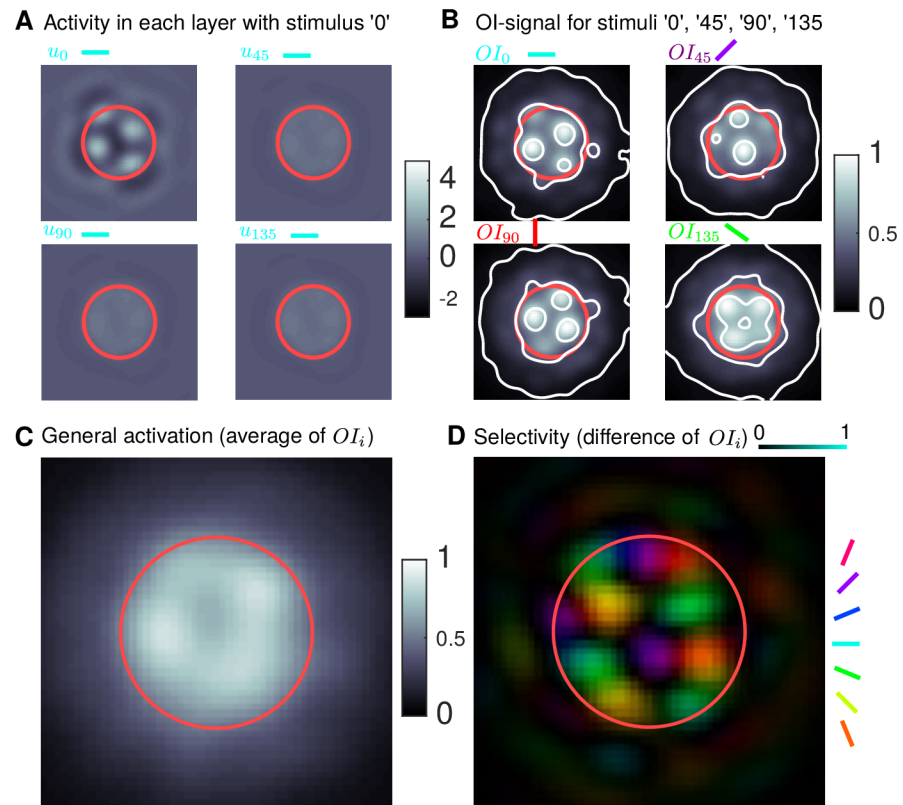 A Activity in each layer with stimulus '0'
u₀ u₄₅
u₉₀ u₁₃₅
4
2
0
-2
B OI-signal for stimuli '0', '45', '90', '135
OI₀ OI₄₅
OI₉₀ OI₁₃₅
1
0.5
0
C General activation (average of OIᵢ)
1
0.5
0
D Selectivity (difference of OIᵢ) 0 1